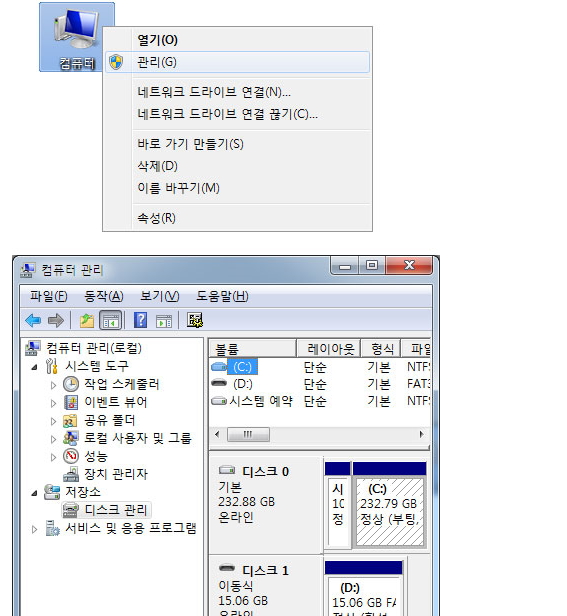 컴퓨터
열기(O)
관리(G)
네트워크 드라이브 연결(N)...
네트워크 드라이브 연결 끊기(C)...
바로 가기 만들기(S)
삭제(D)
이름 바꾸기(M)
속성(R)
컴퓨터 관리
파일(F) 동작(A) 보기(V) 도움말(H)
컴퓨터 관리(로컬)
시스템 도구
작업 스케줄러
이벤트 뷰어
공유 폴더
로컬 사용자 및 그룹
성능
장치 관리자
저장소
디스크 관리
서비스 및 응용 프로그램
볼륨 레이아웃 형식 파일
(C:) 단순 기본 NTFS
(D:) 단순 기본 FAT3
시스템 예약 단순 기본 NTFS
디스크 0
기본
232.88 GB
온라인
시
10
정
(C:)
232.79 GB
정상 (부팅,
디스크 1
이동식
15.06 GB
온라인
(D:)
15.06 GB FA